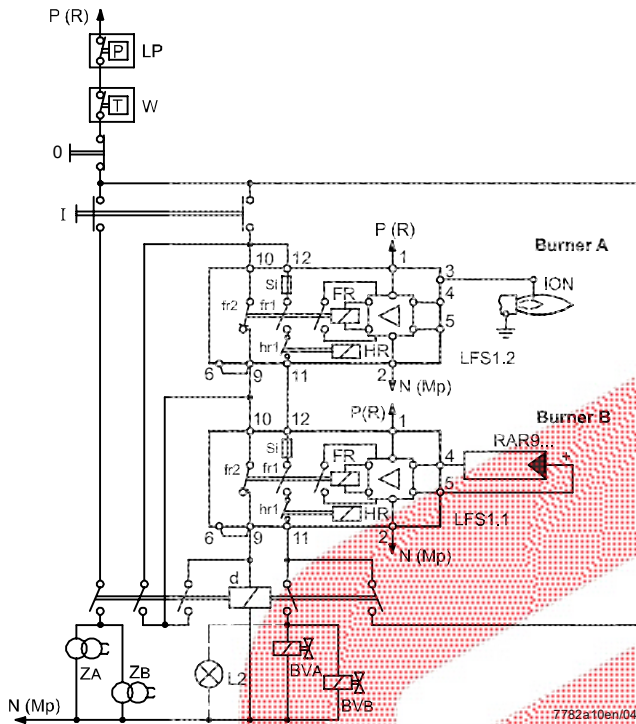 P (R)
P LP
T W
0
I
P (R)
10 12 1
Burner A
3 ION
Si
fr2 fr1 FR 4
5
hr1 HR
LFS1.2
6 9 11 2
N (Mp)
10 12 P(R) 1
Burner B
RAR9...
Si
fr2 fr1 FR 4 +
5
hr1 HR
LFS1.1
6 9 11 2
N (Mp)
d
ZA ZB L2 BVA
BVB
N (Mp)
7782a10en/04